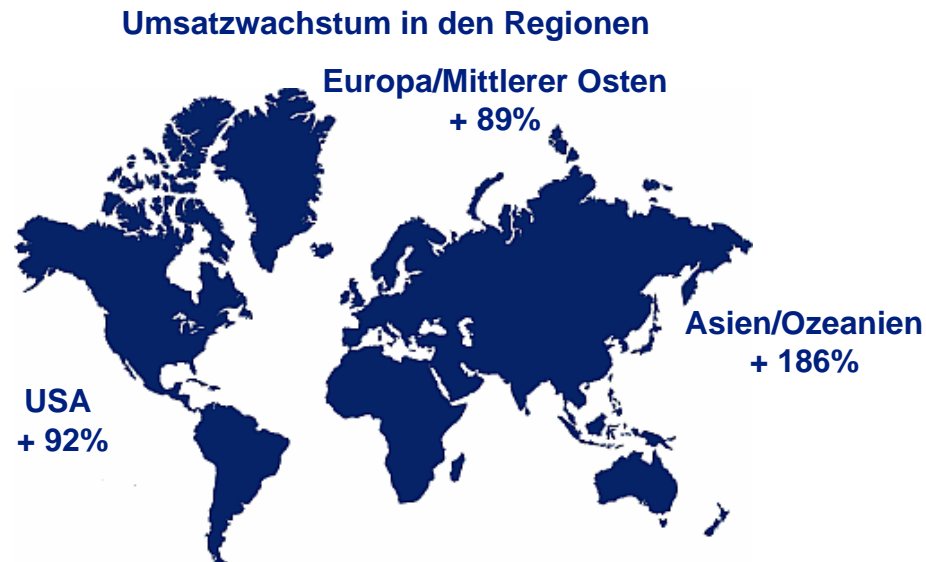 Umsatzwachstum in den Regionen
Europa/Mittlerer Osten
+ 89%
Asien/Ozeanien
+ 186%
USA
+ 92%